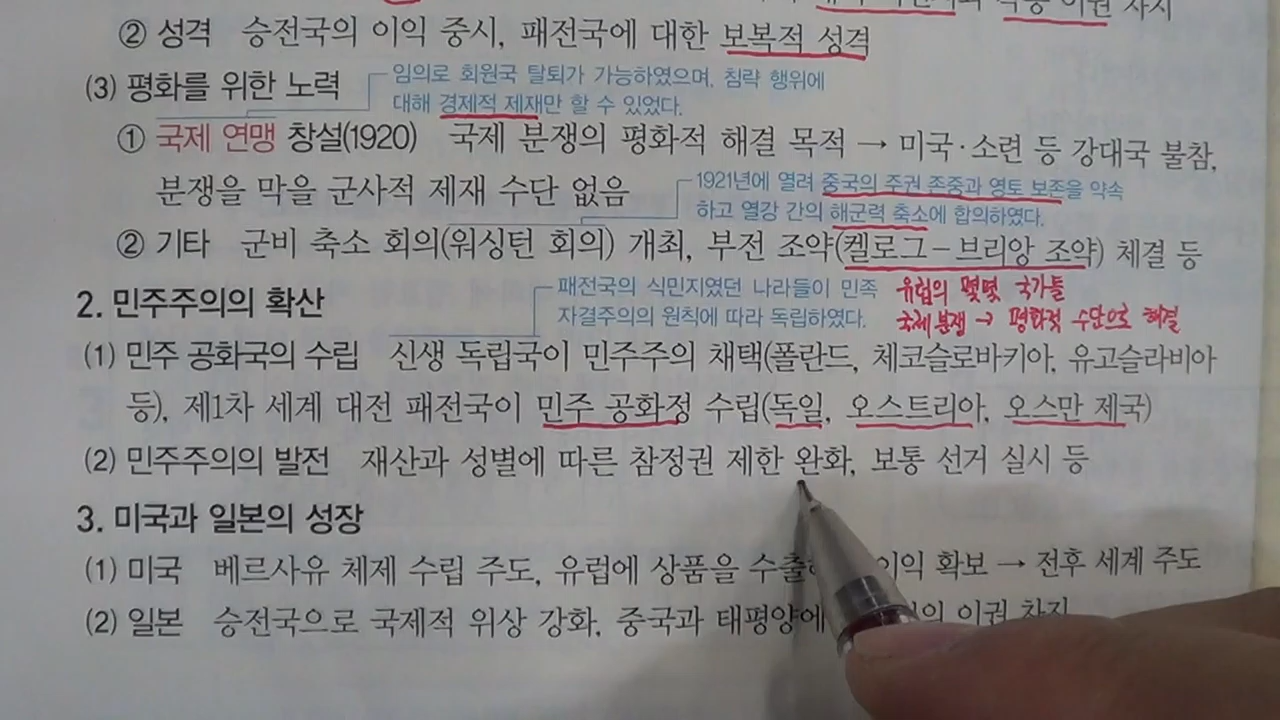 차지
② 성격 승전국의 이익 중시, 패전국에 대한 보복적 성격
(3) 평화를 위한 노력
임의로 회원국 탈퇴가 가능하였으며, 침략 행위에
대해 경제적 제재만 할 수 있었다.
① 국제 연맹 창설(1920) 국제 분쟁의 평화적 해결 목적 → 미국·소련 등 강대국 불참,
분쟁을 막을 군사적 제재 수단 없음
1921년에 열려 중국의 주권 존중과 영토 보존을 약속
하고 열강 간의 해군력 축소에 합의하였다.
② 기타 군비 축소 회의(워싱턴 회의) 개최, 부전 조약(켈로그–브리앙 조약) 체결 등
2. 민주주의의 확산
패전국의 식민지였던 나라들이 민족
자결주의의 원칙에 따라 독립하였다.
유럽의 몇몇 국가들
국제분쟁 → 평화적 수단으로 해결
(1) 민주 공화국의 수립 신생 독립국이 민주주의 채택(폴란드, 체코슬로바키아, 유고슬라비아
등), 제1차 세계 대전 패전국이 민주 공화정 수립(독일, 오스트리아, 오스만 제국)
(2) 민주주의의 발전 재산과 성별에 따른 참정권 제한 완화, 보통 선거 실시 등
3. 미국과 일본의 성장
(1) 미국 베르사유 체제 수립 주도, 유럽에 상품을 이익 확보 → 전후 세계 주도
(2) 일본 승전국으로 국제적 위상 강화, 중국과 태평양에 이권 차지